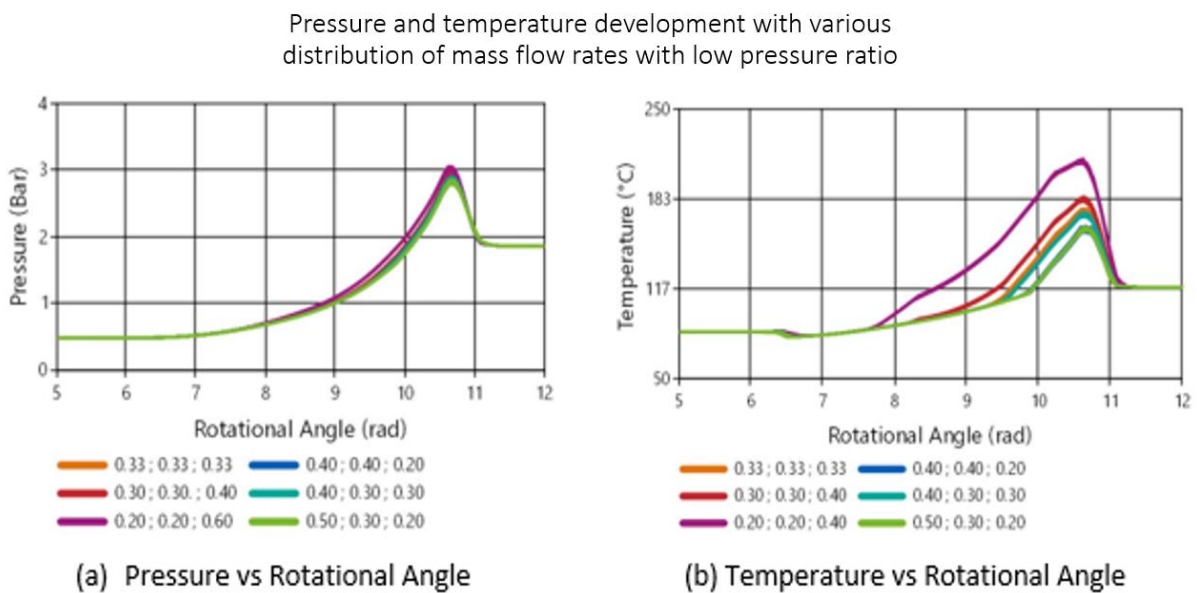 Pressure and temperature development with various
distribution of mass flow rates with low pressure ratio
Pressure (Bar)
4
3
2
1
0
5 6 7 8 9 10 11 12
Rotational Angle (rad)
0.33 ; 0.33 ; 0.33 0.40 ; 0.40 ; 0.20
0.30 ; 0.30. ; 0.40 0.40 ; 0.30 ; 0.30
0.20 ; 0.20 ; 0.60 0.50 ; 0.30 ; 0.20
(a) Pressure vs Rotational Angle
Temperature (°C)
250
183
117
50
5 6 7 8 9 10 11 12
Rotational Angle (rad)
0.33 ; 0.33 ; 0.33 0.40 ; 0.40 ; 0.20
0.30 ; 0.30 ; 0.40 0.40 ; 0.30 ; 0.30
0.20 ; 0.20 ; 0.40 0.50 ; 0.30 ; 0.20
(b) Temperature vs Rotational Angle